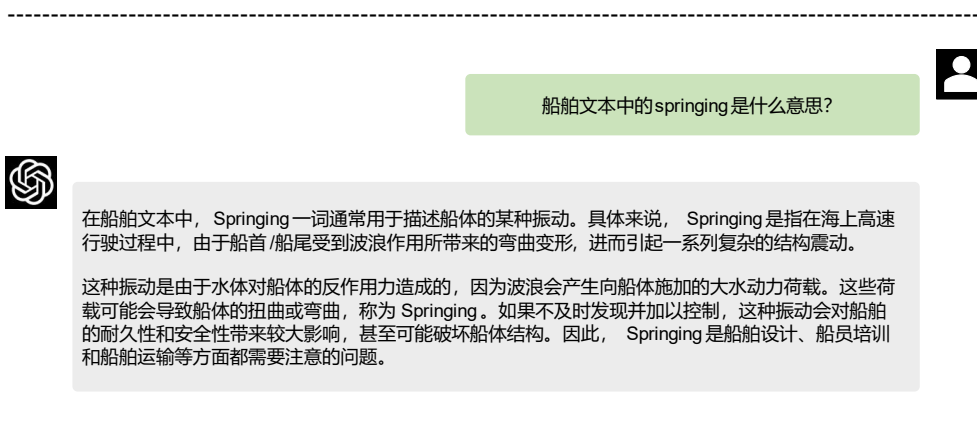 船舶文本中的springing是什么意思?
在船舶文本中，Springing一词通常用于描述船体的某种振动。具体来说， Springing是指在海上高速
行驶过程中，由于船首/船尾受到波浪作用所带来的弯曲变形，进而引起一系列复杂的结构震动。
这种振动是由于水体对船体的反作用力造成的，因为波浪会产生向船体施加的大水动力荷载。这些荷
载可能会导致船体的扭曲或弯曲，称为 Springing。如果不及时发现并加以控制，这种振动会对船舶
的耐久性和安全性带来较大影响，甚至可能破坏船体结构。因此， Springing是船舶设计、船员培训
和船舶运输等方面都需要注意的问题。